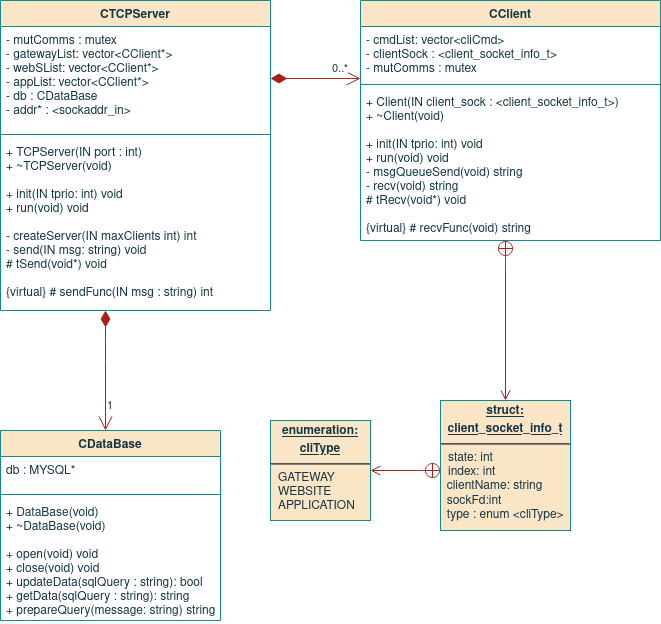 CTCPServer
- mutComms : mutex
- gatewayList: vector<CClient*>
- webSList: vector<CClient*>
- appList: vector<CClient*>
- db : CDataBase
- addr* : <sockaddr_in>
+ TCPServer(IN port : int)
+ ~TCPServer(void)
+ init(IN tprio: int) void
+ run(void) void
- createServer(IN maxClients int) int
- send(IN msg: string) void
# tSend(void*) void
{virtual} # sendFunc(IN msg : string) int
0..*
CClient
- cmdList: vector<cliCmd>
- clientSock : <client_socket_info_t>
- mutComms : mutex
+ Client(IN client_sock : <client_socket_info_t>)
+ ~Client(void)
+ init(IN tprio: int) void
+ run(void) void
- msgQueueSend(void) string
- recv(void) string
# tRecv(void*) void
{virtual} # recvFunc(void) string
1
CDataBase
db : MYSQL*
+ DataBase(void)
+ ~DataBase(void)
+ open(void) void
+ close(void) void
+ updateData(sqlQuery : string): bool
+ getData(sqlQuery : string): string
+ prepareQuery(message: string) string
enumeration:
cliType
GATEWAY
WEBSITE
APPLICATION
struct:
client_socket_info_t
state: int
index: int
clientName: string
sockFd:int
type : enum <cliType>